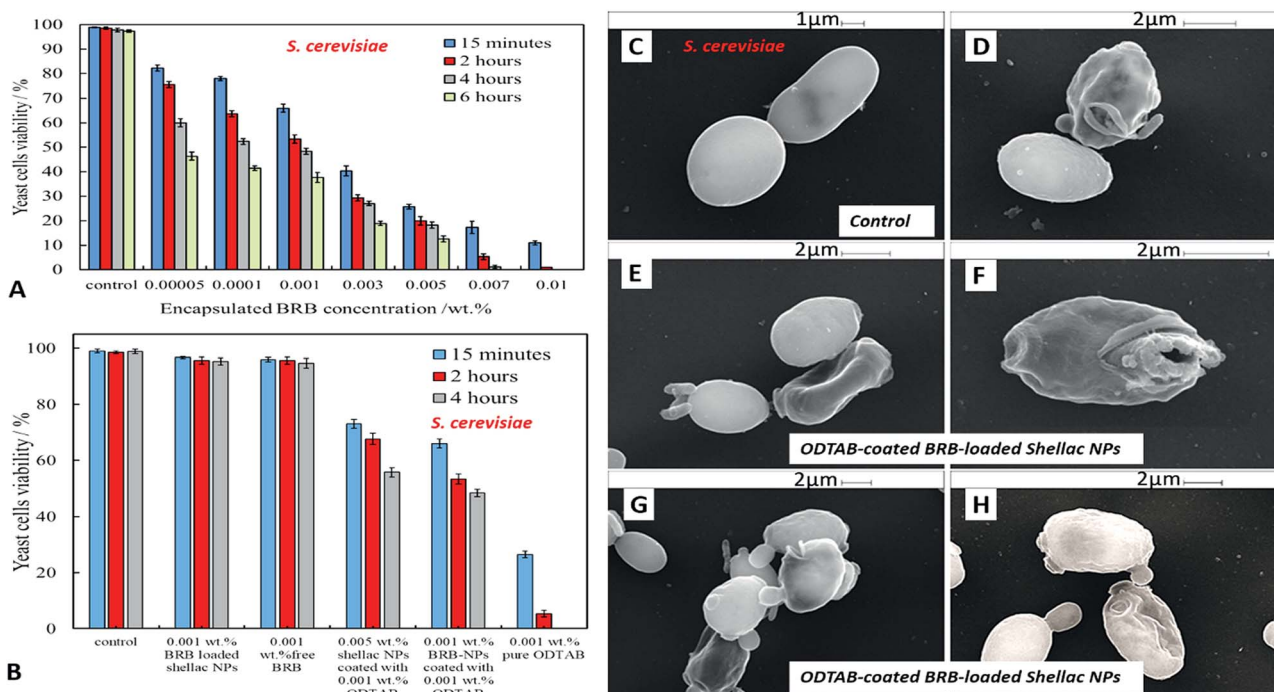 100
90
80
70
60
50
40
30
20
10
0
Yeast cells viability / %
S. cerevisiae
15 minutes
2 hours
4 hours
6 hours
control 0.00005 0.0001 0.001 0.003 0.005 0.007 0.01
Encapsulated BRB concentration /wt.%
A
100
80
60
40
20
0
Yeast cells viability / %
15 minutes
2 hours
4 hours
S. cerevisiae
control
0.001 wt.%
BRB loaded
shellac NPs
0.001
wt.%free
BRB
0.005 wt.%
shellac NPs
coated with
0.001 wt.%
ODTAB
0.001 wt.%
BRB-NPs
coated with
0.001 wt.%
ODTAB
0.001 wt.%
pure ODTAB
B
1μm
C
S. cerevisiae
Control
2μm
D
2μm
E
2μm
F
ODTAB-coated BRB-loaded Shellac NPs
2μm
G
2μm
H
ODTAB-coated BRB-loaded Shellac NPs